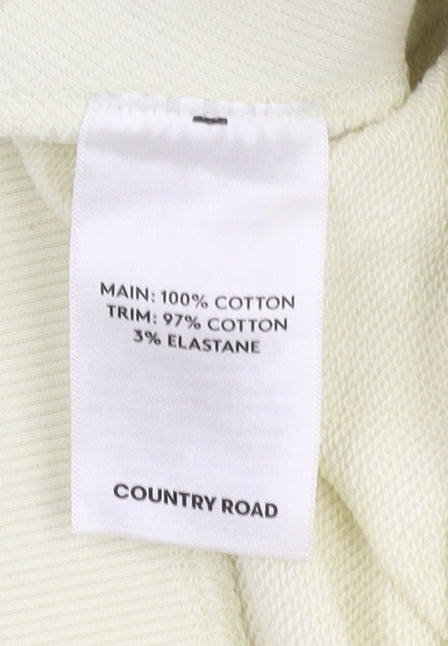 MAIN: 100% COTTON
TRIM: 97% COTTON
3% ELASTANE
COUNTRY ROAD